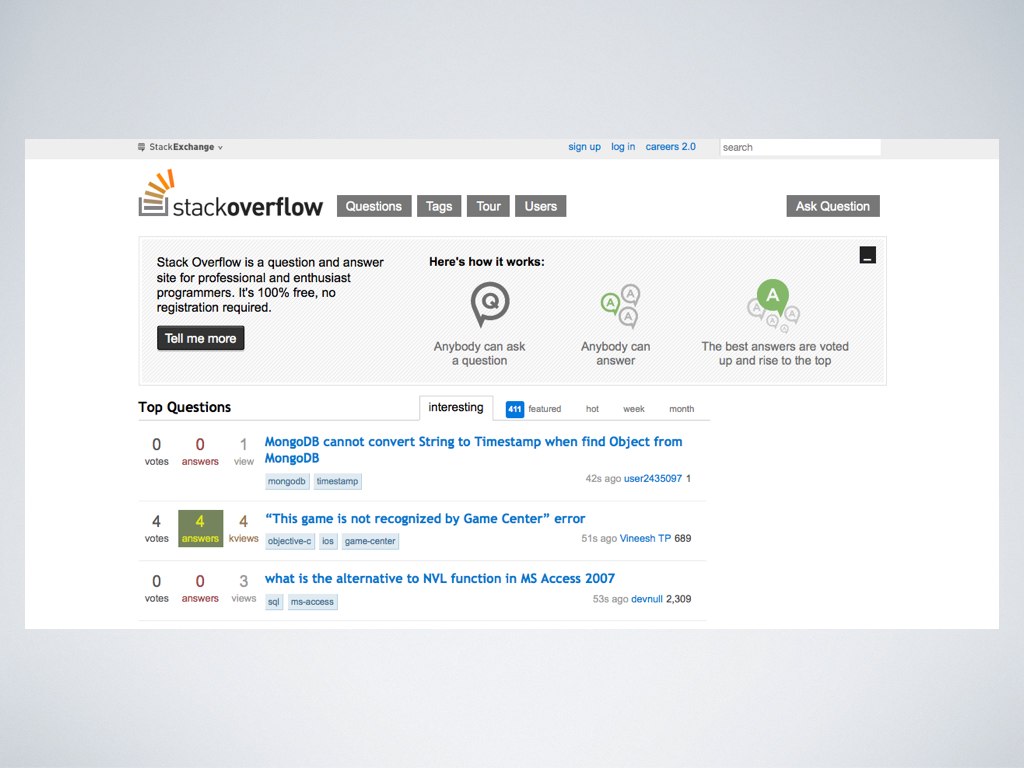 StackExchange
sign up log in careers 2.0 search
stackoverflow Questions Tags Tour Users Ask Question
Stack Overflow is a question and answer
site for professional and enthusiast
programmers. It's 100% free, no
registration required.
Tell me more
Here's how it works:
Q
Anybody can ask
a question
A A A
Anybody can
answer
A A A A A
The best answers are voted
up and rise to the top
Top Questions interesting 411 featured hot week month
0 0 1
votes answers view
MongoDB cannot convert String to Timestamp when find Object from
MongoDB
mongodb timestamp
42s ago user2435097 1
4 4 4
votes answers kviews
“This game is not recognized by Game Center” error
objective-c ios game-center
51s ago Vineesh TP 689
0 0 3
votes answers views
what is the alternative to NVL function in MS Access 2007
sql ms-access
53s ago devnull 2,309